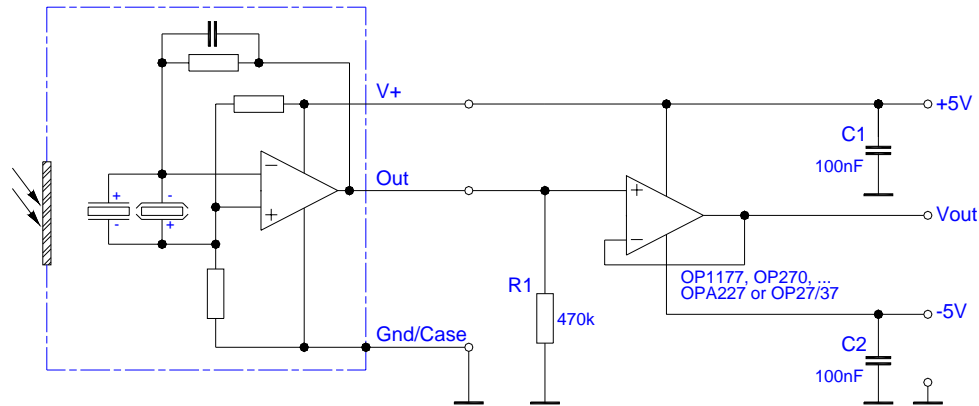 V+
+5V
C1
100nF
+
-
-
+
−
+
Out
+
−
Vout
OP1177, OP270, ...
OPA227 or OP27/37
R1
470k
-5V
Gnd/Case
C2
100nF